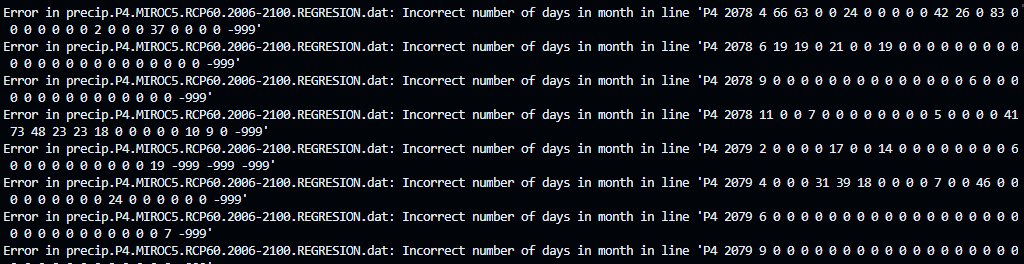 Error in precip.P4.MIROC5.RCP60.2006-2100.REGRESION.dat: Incorrect number of days in month in line 'P4 2078 4 66 63 0 0 24 0 0 0 0 0 42 26 0 83 0
0 0 0 0 0 0 2 0 0 0 37 0 0 0 0 -999'
Error in precip.P4.MIROC5.RCP60.2006-2100.REGRESION.dat: Incorrect number of days in month in line 'P4 2078 6 19 19 0 21 0 0 19 0 0 0 0 0 0 0 0 0
0 0 0 0 0 0 0 0 0 0 0 0 0 0 -999'
Error in precip.P4.MIROC5.RCP60.2006-2100.REGRESION.dat: Incorrect number of days in month in line 'P4 2078 9 0 0 0 0 0 0 0 0 0 0 0 0 0 0 6 0 0 0
0 0 0 0 0 0 0 0 0 0 0 0 -999'
Error in precip.P4.MIROC5.RCP60.2006-2100.REGRESION.dat: Incorrect number of days in month in line 'P4 2078 11 0 0 7 0 0 0 0 0 0 0 0 5 0 0 0 0 41
73 48 23 23 18 0 0 0 0 0 10 9 0 -999'
Error in precip.P4.MIROC5.RCP60.2006-2100.REGRESION.dat: Incorrect number of days in month in line 'P4 2079 2 0 0 0 0 17 0 0 14 0 0 0 0 0 0 0 0 6
0 0 0 0 0 0 0 0 0 0 19 -999 -999 -999'
Error in precip.P4.MIROC5.RCP60.2006-2100.REGRESION.dat: Incorrect number of days in month in line 'P4 2079 4 0 0 0 31 39 18 0 0 0 0 7 0 0 46 0 0
0 0 0 0 0 0 0 24 0 0 0 0 0 0 -999'
Error in precip.P4.MIROC5.RCP60.2006-2100.REGRESION.dat: Incorrect number of days in month in line 'P4 2079 6 0 0 0 0 0 0 0 0 0 0 0 0 0 0 0 0 0 0
0 0 0 0 0 0 0 0 0 0 0 7 -999'
Error in precip.P4.MIROC5.RCP60.2006-2100.REGRESION.dat: Incorrect number of days in month in line 'P4 2079 9 0 0 0 0 0 0 0 0 0 0 0 0 0 0 0 0 0 0